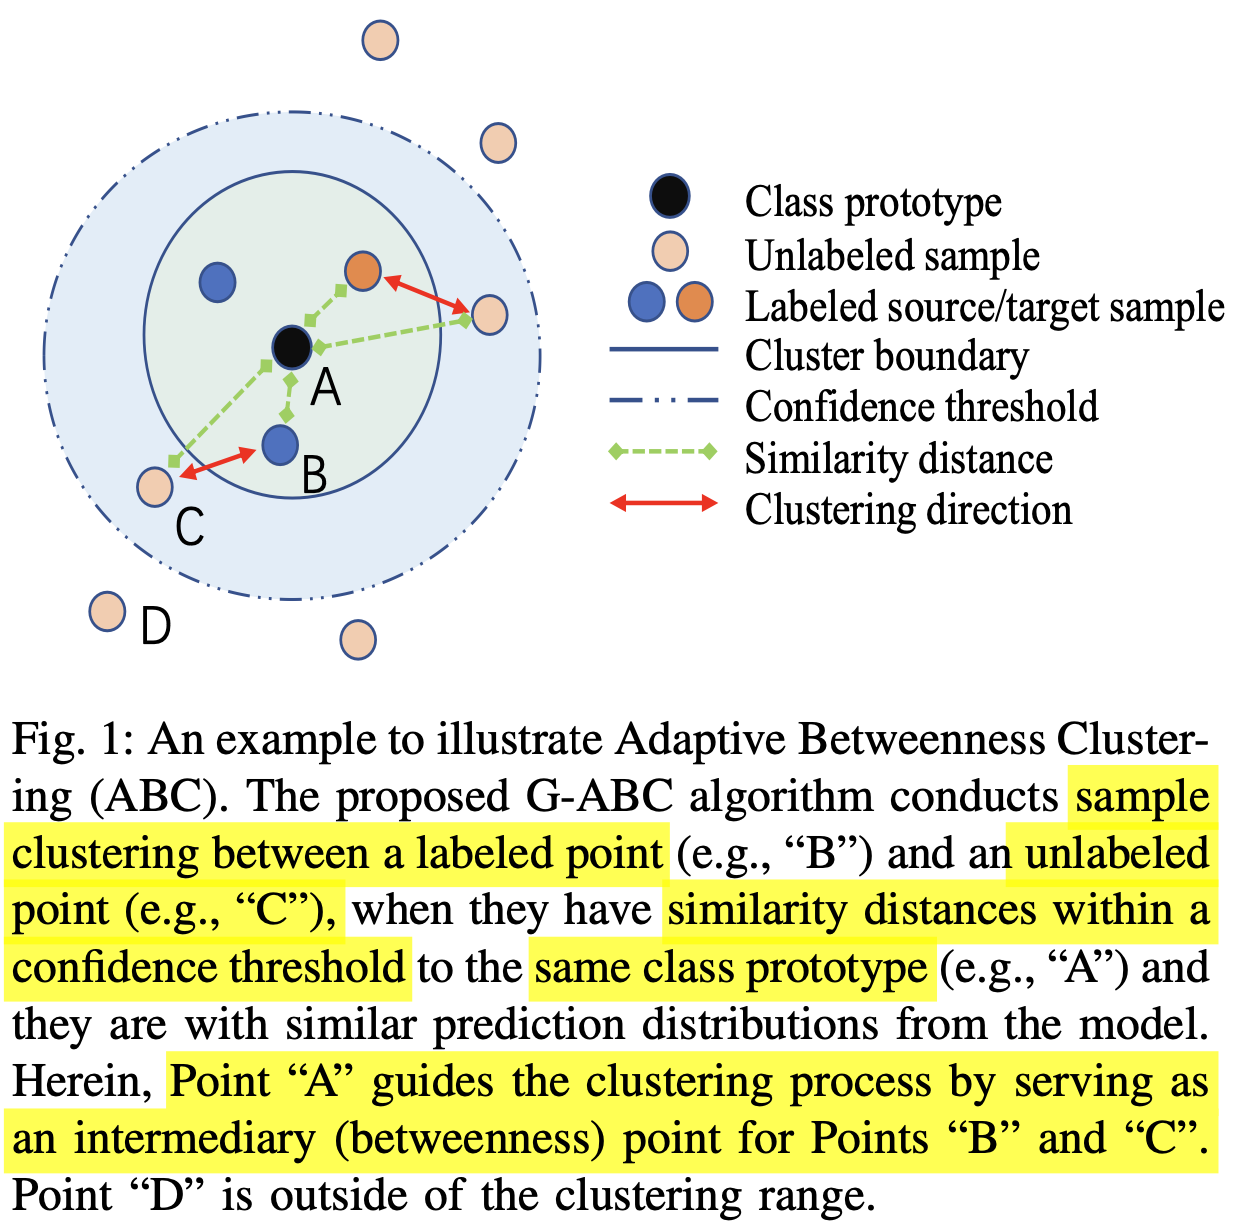 A
B
C
D
Class prototype
Unlabeled sample
Labeled source/target sample
Cluster boundary
Confidence threshold
Similarity distance
Clustering direction
Fig. 1: An example to illustrate Adaptive Betweenness Cluster-
ing (ABC). The proposed G-ABC algorithm conducts sample
clustering between a labeled point (e.g., “B”) and an unlabeled
point (e.g., “C”), when they have similarity distances within a
confidence threshold to the same class prototype (e.g., “A”) and
they are with similar prediction distributions from the model.
Herein, Point “A” guides the clustering process by serving as
an intermediary (betweenness) point for Points “B” and “C”.
Point “D” is outside of the clustering range.